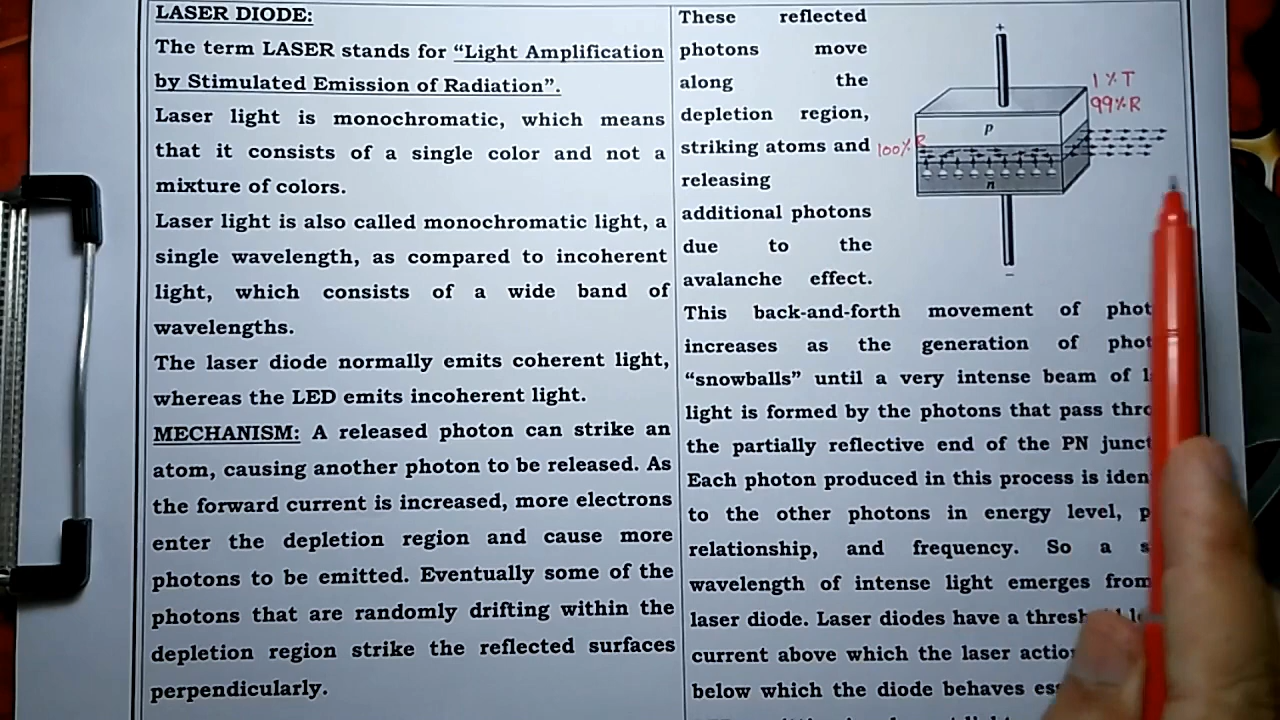 LASER DIODE:
The term LASER stands for “Light Amplification
by Stimulated Emission of Radiation”.
Laser light is monochromatic, which means
that it consists of a single color and not a
mixture of colors.
Laser light is also called monochromatic light, a
single wavelength, as compared to incoherent
light, which consists of a wide band of
wavelengths.
The laser diode normally emits coherent light,
whereas the LED emits incoherent light.
MECHANISM: A released photon can strike an
atom, causing another photon to be released. As
the forward current is increased, more electrons
enter the depletion region and cause more
photons to be emitted. Eventually some of the
photons that are randomly drifting within the
depletion region strike the reflected surfaces
perpendicularly.
These reflected
photons move
along the
depletion region,
striking atoms and
releasing
additional photons
due to the
avalanche effect.
+
1%T
99%R
p
100%R
n
−
This back-and-forth movement of phot
increases as the generation of phot
“snowballs” until a very intense beam of l
light is formed by the photons that pass thro
the partially reflective end of the PN junct
Each photon produced in this process is iden
to the other photons in energy level, p
relationship, and frequency. So a s
wavelength of intense light emerges from
laser diode. Laser diodes have a thresh
current above which the laser actio
below which the diode behaves es